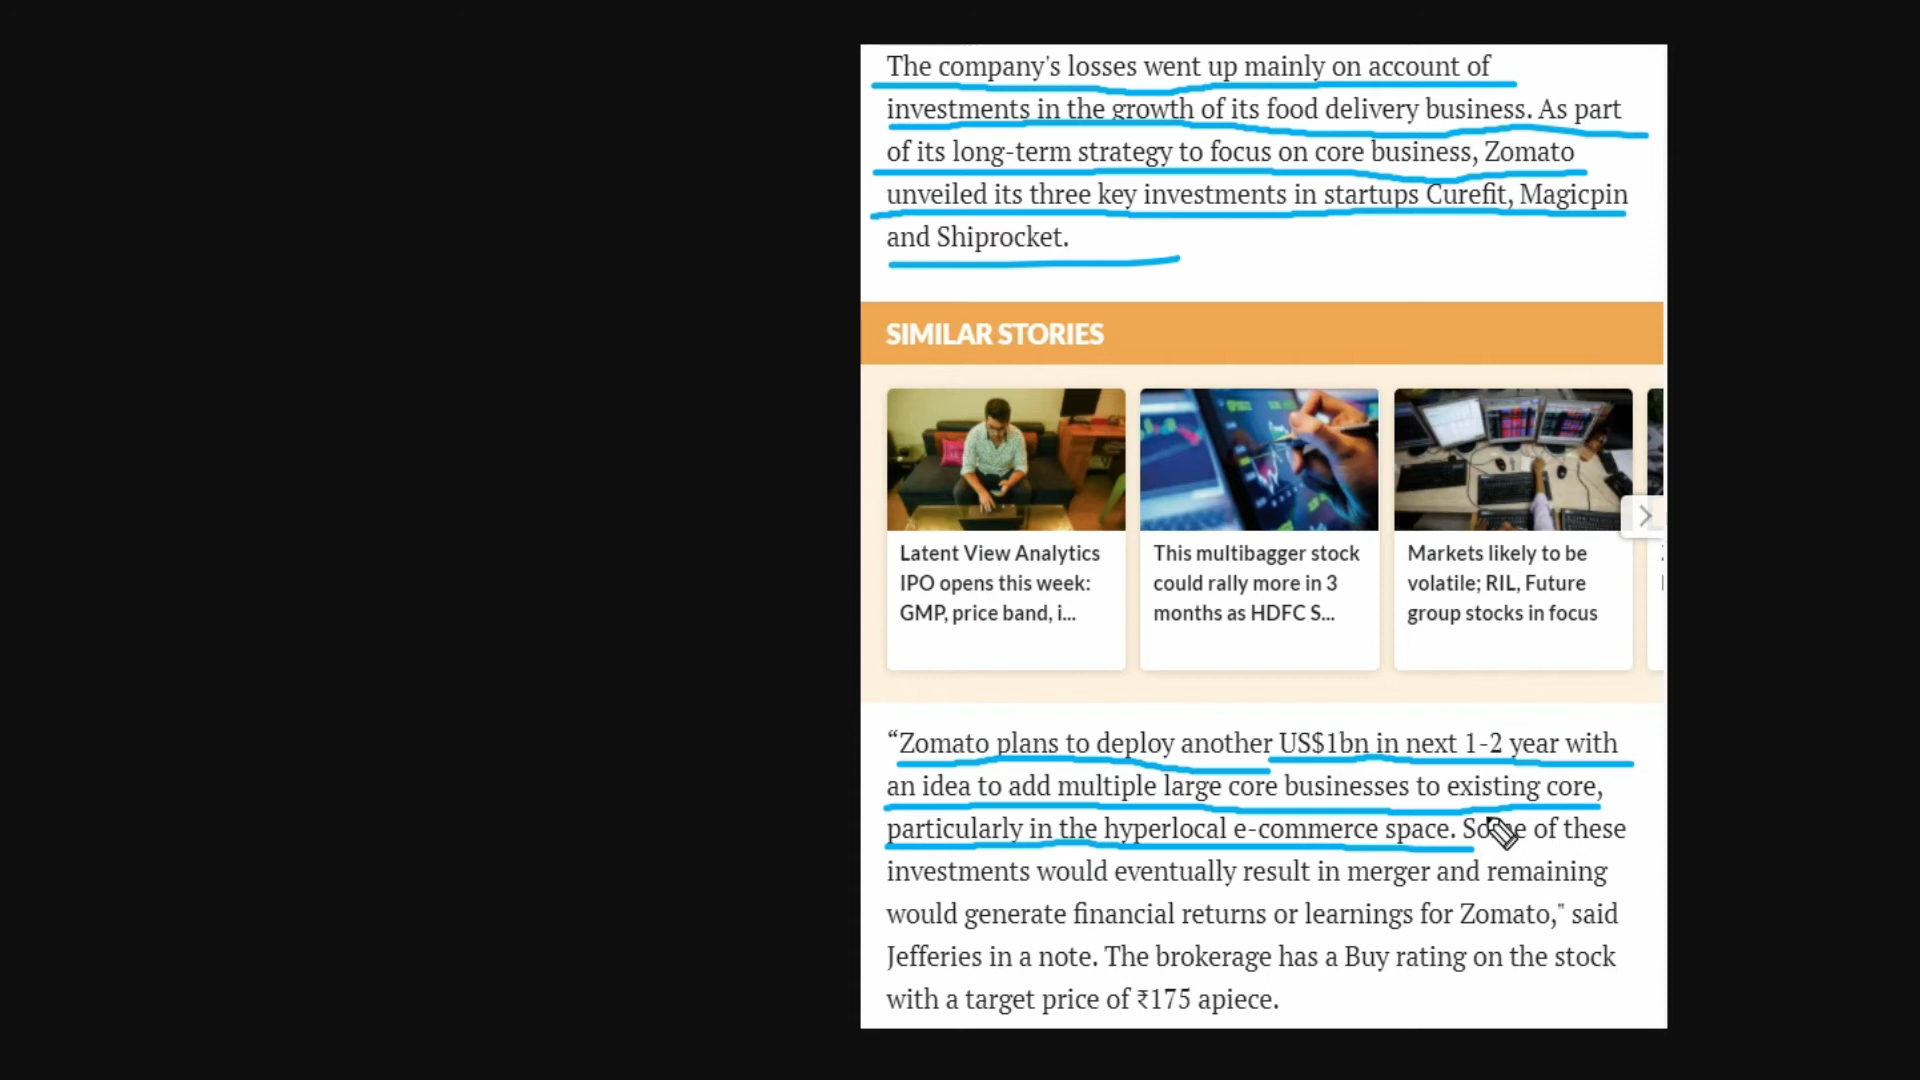 The company's losses went up mainly on account of
investments in the growth of its food delivery business. As part
of its long-term strategy to focus on core business, Zomato
unveiled its three key investments in startups Curefit, Magicpin
and Shiprocket.
SIMILAR STORIES
Latent View Analytics
IPO opens this week:
GMP, price band, i...
This multibagger stock
could rally more in 3
months as HDFC S...
Markets likely to be
volatile; RIL, Future
group stocks in focus
“Zomato plans to deploy another US$1bn in next 1-2 year with
an idea to add multiple large core businesses to existing core,
particularly in the hyperlocal e-commerce space. Some of these
investments would eventually result in merger and remaining
would generate financial returns or learnings for Zomato," said
Jefferies in a note. The brokerage has a Buy rating on the stock
with a target price of ₹175 apiece.